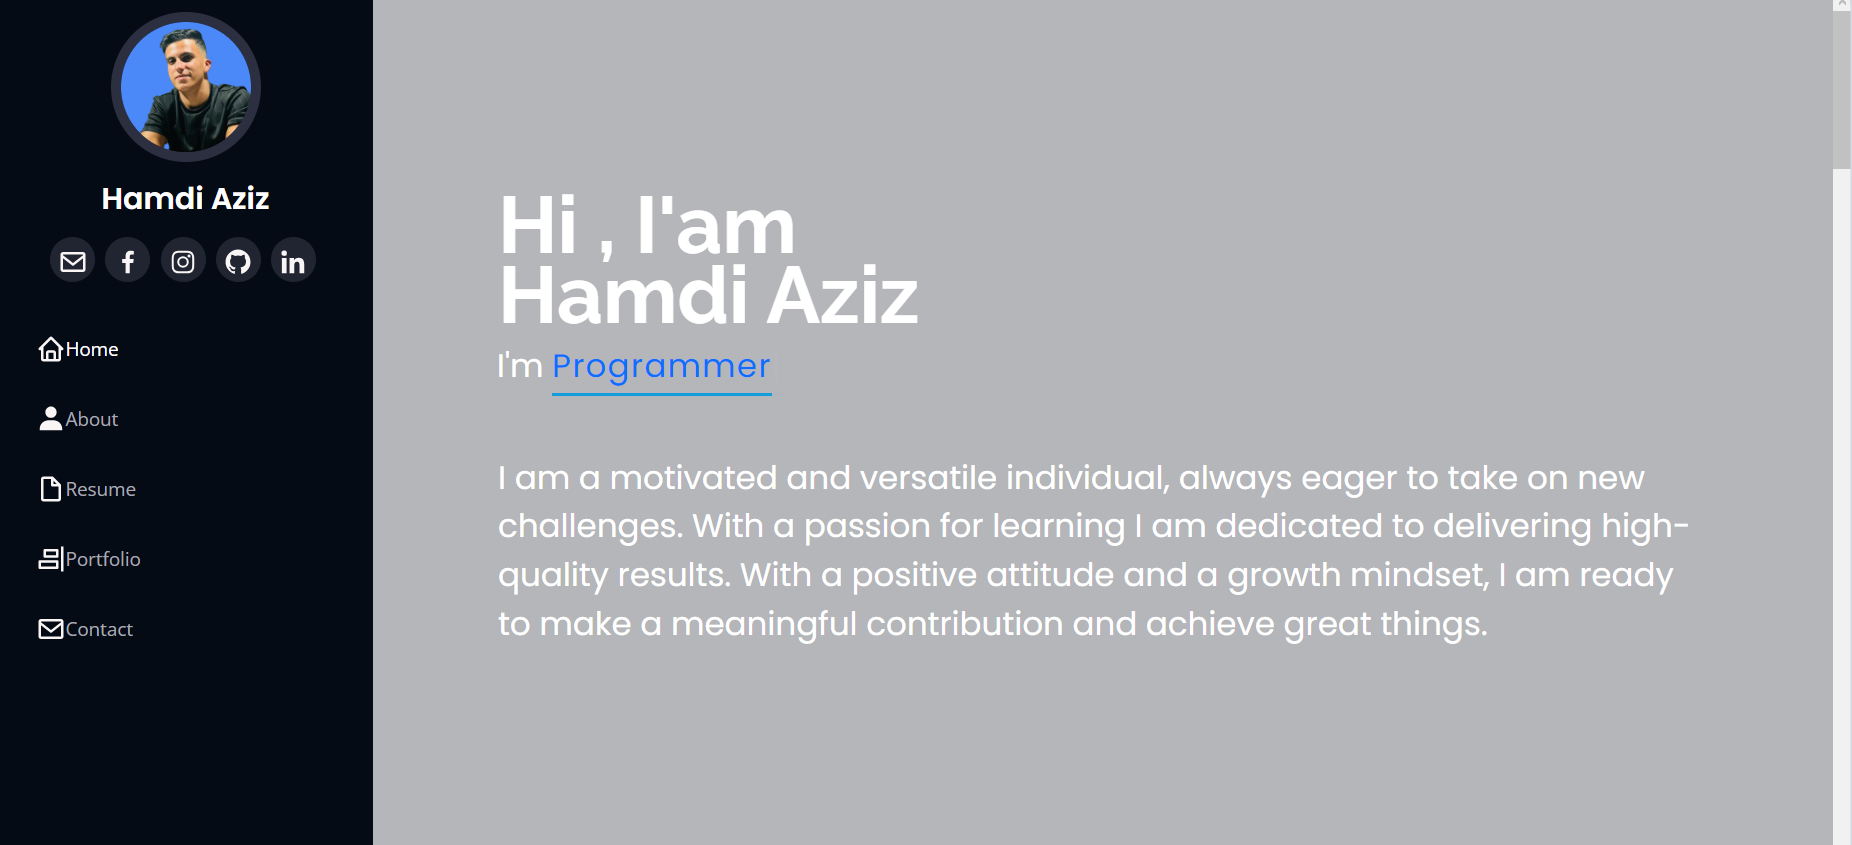 Hamdi Aziz
Home
About
Resume
Portfolio
Contact
Hi , I'am
Hamdi Aziz
I'm Programmer
I am a motivated and versatile individual, always eager to take on new
challenges. With a passion for learning I am dedicated to delivering high-
quality results. With a positive attitude and a growth mindset, I am ready
to make a meaningful contribution and achieve great things.